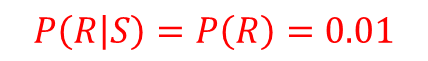 P(R|S) = P(R) = 0.01